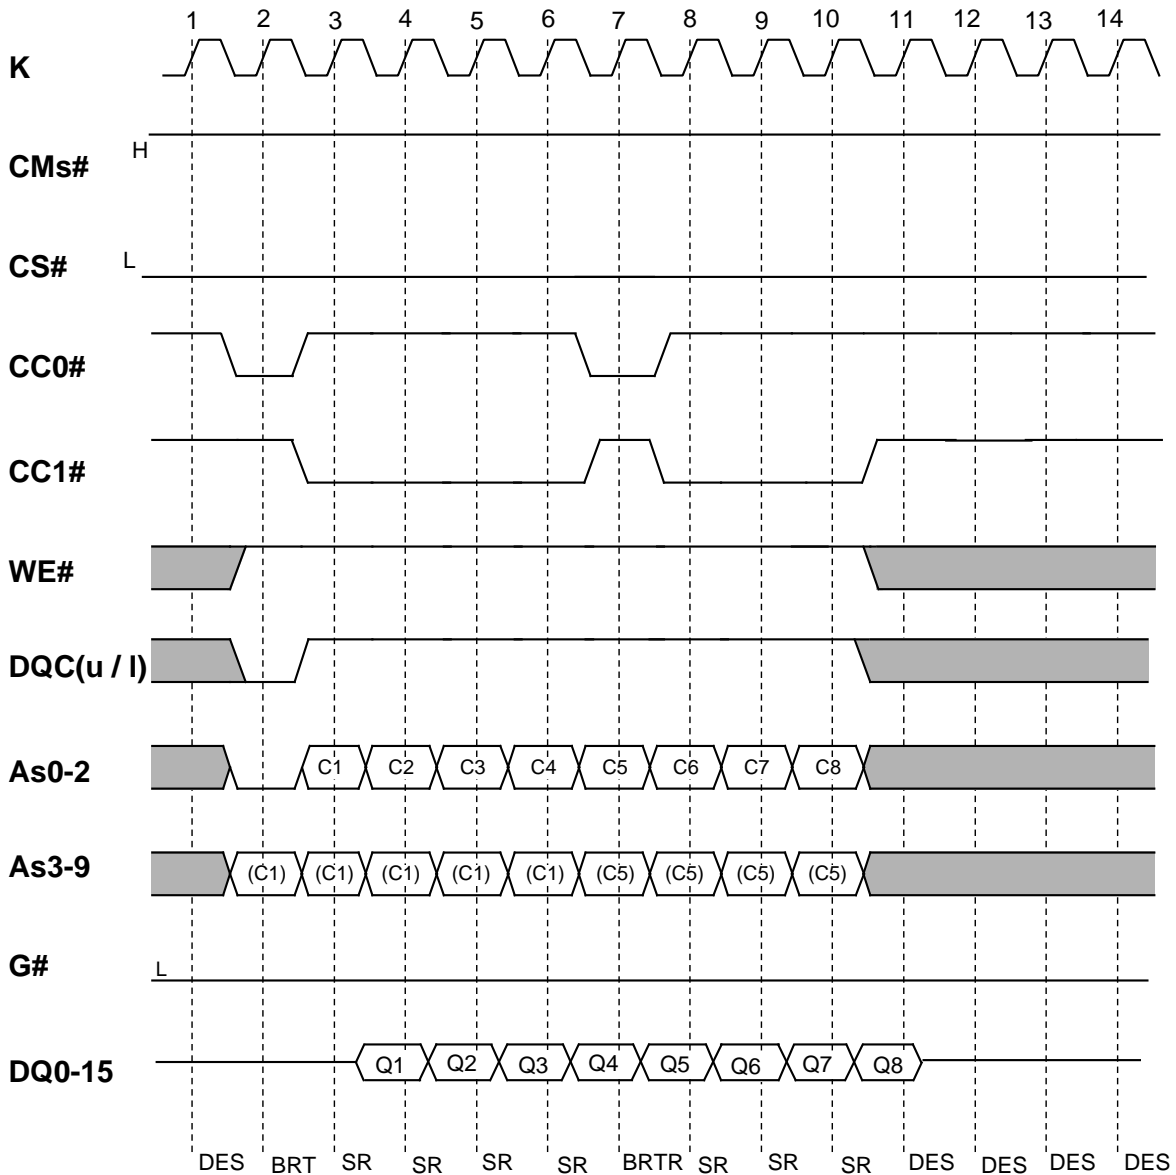 1 2 3 4 5 6 7 8 9 10 11 12 13 14
K
H
CMs#
L
CS#
CC0#
CC1#
WE#
DQC(u / l)
As0-2 C1 C2 C3 C4 C5 C6 C7 C8
As3-9 (C1) (C1) (C1) (C1) (C1) (C5) (C5) (C5) (C5)
L
G#
DQ0-15 Q1 Q2 Q3 Q4 Q5 Q6 Q7 Q8
DES BRT SR SR SR SR BRTR SR SR SR DES DES DES DES